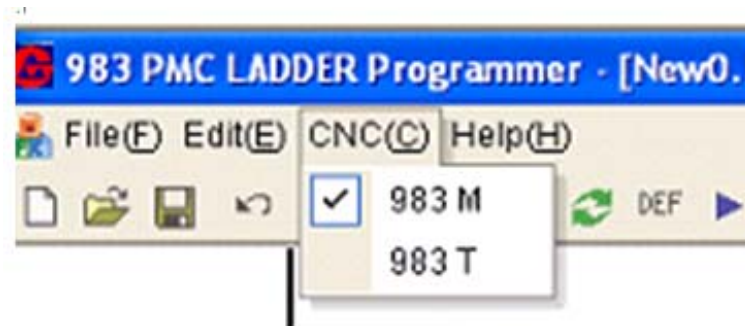 983 PMC LADDER Programmer - [New0.
File(F) Edit(E) CNC(C) Help(H)
983 M
DEF
983 T